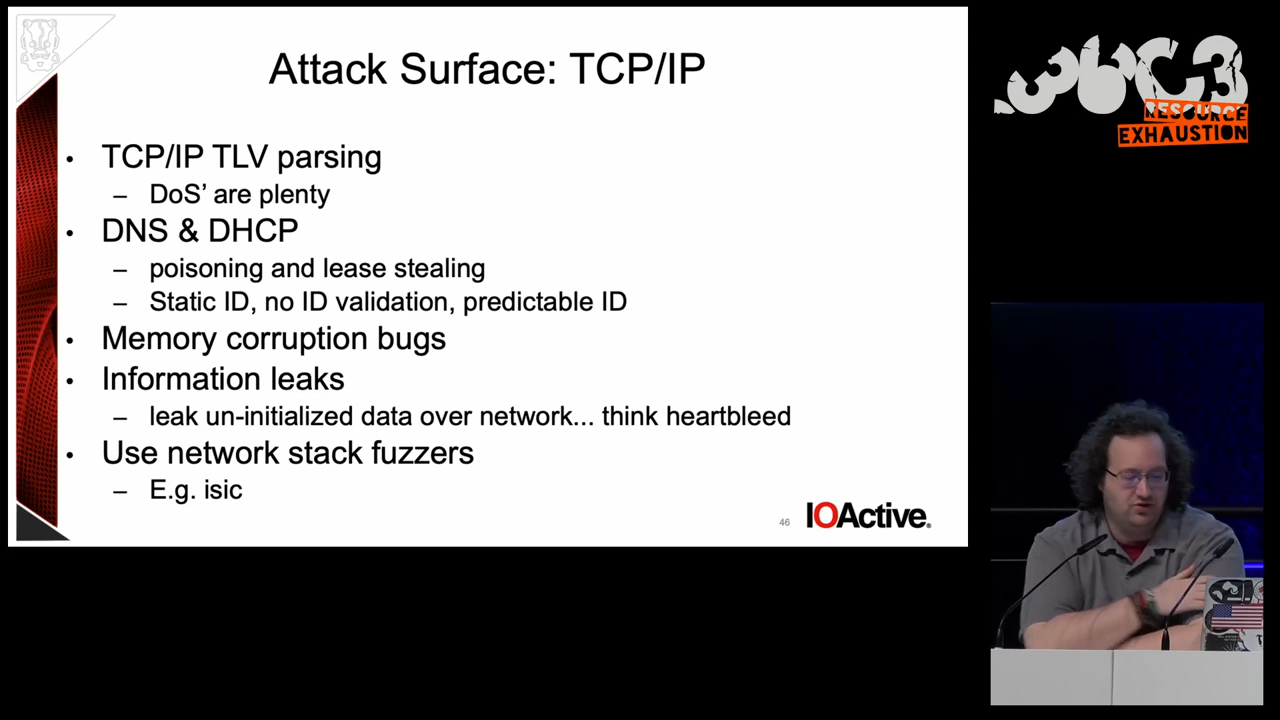 Attack Surface: TCP/IP
• TCP/IP TLV parsing
– DoS’ are plenty
• DNS & DHCP
– poisoning and lease stealing
– Static ID, no ID validation, predictable ID
• Memory corruption bugs
• Information leaks
– leak un-initialized data over network... think heartbleed
• Use network stack fuzzers
– E.g. isic
46
IOActive®
36C3
RESOURCE
EXHAUSTION